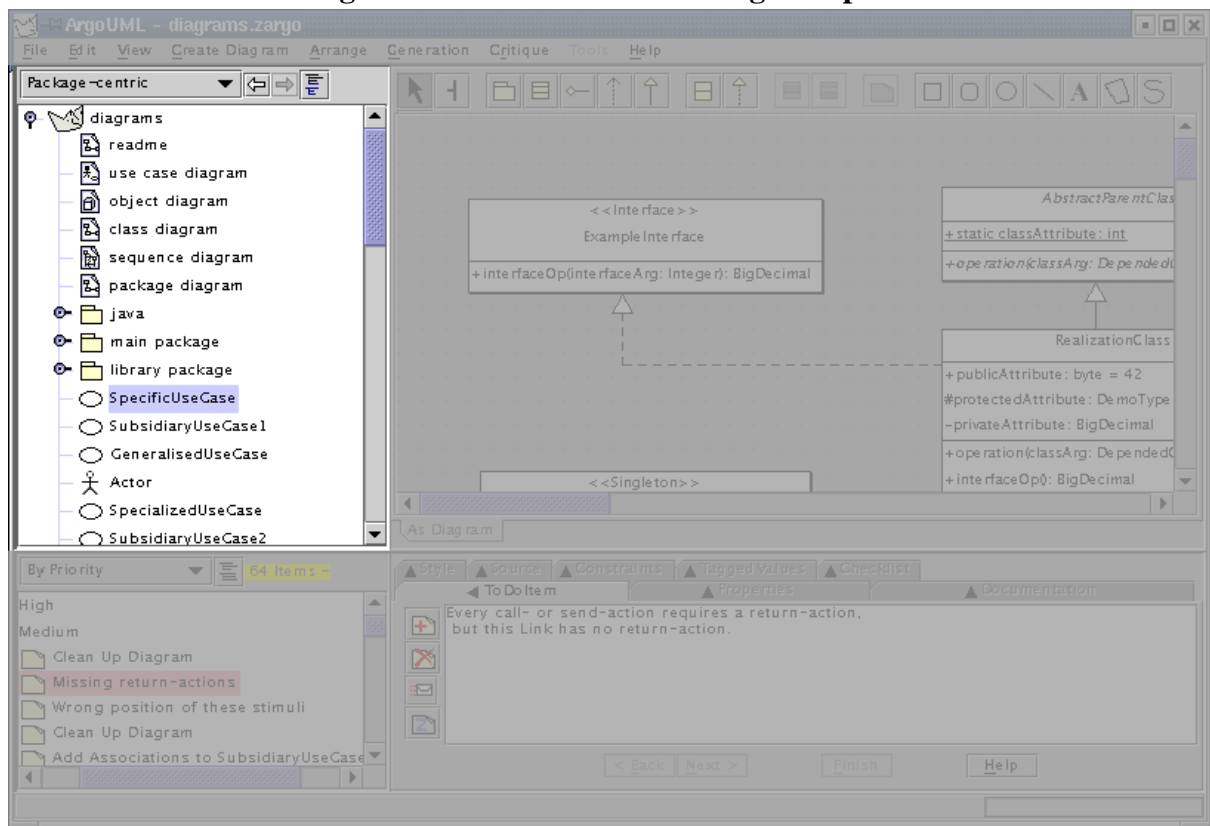 ArgoUML - diagrams.zargo
File Edit View Create Diagram Arrange Generation Critique Tools Help
Package-centric
diagrams
readme
use case diagram
object diagram
class diagram
sequence diagram
package diagram
java
main package
library package
SpecificUseCase
SubsidiaryUseCase1
GeneralisedUseCase
Actor
SpecializedUseCase
SubsidiaryUseCase2
<<Interface>>
ExampleInterface
+interfaceOp(interfaceArg: Integer): BigDecimal
AbstractParentClas
+static classAttribute: int
+operation(classArg: Depended
RealizationClass
+publicAttribute: byte = 42
#protectedAttribute: DemoType
-privateAttribute: BigDecimal
+operation(classArg: Depended
+interfaceOp(): BigDecimal
<<Singleton>>
As Diagram
By Priority 64 Items
High
Medium
Clean Up Diagram
Missing return-actions
Wrong position of these stimuli
Clean Up Diagram
Add Associations to SubsidiaryUseCase
Style Source Constraints Tagged Values Checklist
ToDoItem Properties Documentation
Every call- or send-action requires a return-action,
but this Link has no return-action.
< Back Next > Finish Help